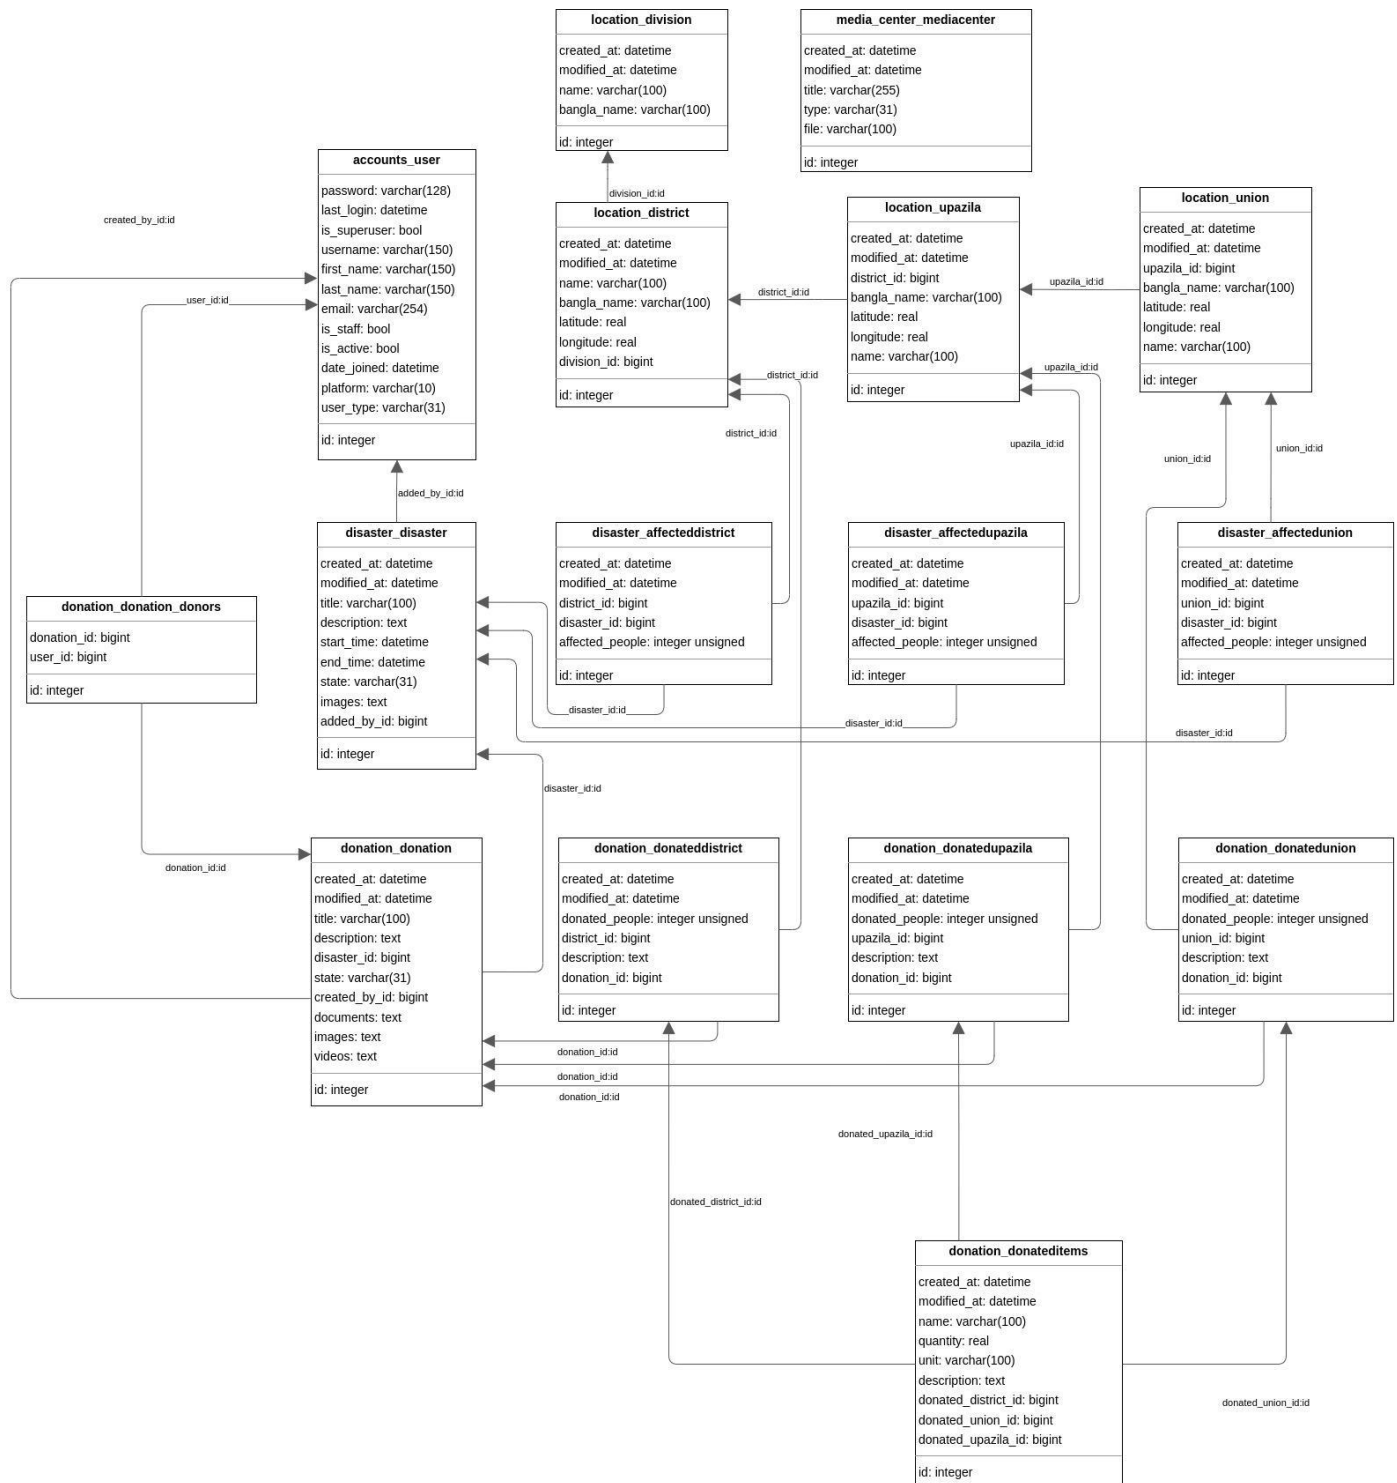 location_division
created_at: datetime
modified_at: datetime
name: varchar(100)
bangla_name: varchar(100)
id: integer
media_center_mediacenter
created_at: datetime
modified_at: datetime
title: varchar(255)
type: varchar(31)
file: varchar(100)
id: integer
accounts_user
password: varchar(128)
last_login: datetime
is_superuser: bool
username: varchar(150)
first_name: varchar(150)
last_name: varchar(150)
email: varchar(254)
is_staff: bool
is_active: bool
date_joined: datetime
platform: varchar(10)
user_type: varchar(31)
id: integer
created_by_id:id
user_id:id
division_id:id
location_district
created_at: datetime
modified_at: datetime
name: varchar(100)
bangla_name: varchar(100)
latitude: real
longitude: real
division_id: bigint
id: integer
district_id:id
location_upazila
created_at: datetime
modified_at: datetime
district_id: bigint
bangla_name: varchar(100)
latitude: real
longitude: real
name: varchar(100)
id: integer
upazila_id:id
location_union
created_at: datetime
modified_at: datetime
upazila_id: bigint
bangla_name: varchar(100)
latitude: real
longitude: real
name: varchar(100)
id: integer
district_id:id
upazila_id:id
district_id:id
upazila_id:id
union_id:id
union_id:id
added_by_id:id
disaster_disaster
created_at: datetime
modified_at: datetime
title: varchar(100)
description: text
start_time: datetime
end_time: datetime
state: varchar(31)
images: text
added_by_id: bigint
id: integer
disaster_affecteddistrict
created_at: datetime
modified_at: datetime
district_id: bigint
disaster_id: bigint
affected_people: integer unsigned
id: integer
disaster_affectedupazila
created_at: datetime
modified_at: datetime
upazila_id: bigint
disaster_id: bigint
affected_people: integer unsigned
id: integer
disaster_affectedunion
created_at: datetime
modified_at: datetime
union_id: bigint
disaster_id: bigint
affected_people: integer unsigned
id: integer
donation_donation_donors
donation_id: bigint
user_id: bigint
id: integer
disaster_id:id
disaster_id:id
disaster_id:id
disaster_id:id
donation_id:id
donation_donation
created_at: datetime
modified_at: datetime
title: varchar(100)
description: text
disaster_id: bigint
state: varchar(31)
created_by_id: bigint
documents: text
images: text
videos: text
id: integer
donation_donateddistrict
created_at: datetime
modified_at: datetime
donated_people: integer unsigned
district_id: bigint
description: text
donation_id: bigint
id: integer
donation_donatedupazila
created_at: datetime
modified_at: datetime
donated_people: integer unsigned
upazila_id: bigint
description: text
donation_id: bigint
id: integer
donation_donatedunion
created_at: datetime
modified_at: datetime
donated_people: integer unsigned
union_id: bigint
description: text
donation_id: bigint
id: integer
donation_id:id
donation_id:id
donation_id:id
donated_upazila_id:id
donated_district_id:id
donation_donateditems
created_at: datetime
modified_at: datetime
name: varchar(100)
quantity: real
unit: varchar(100)
description: text
donated_district_id: bigint
donated_union_id: bigint
donated_upazila_id: bigint
id: integer
donated_union_id:id